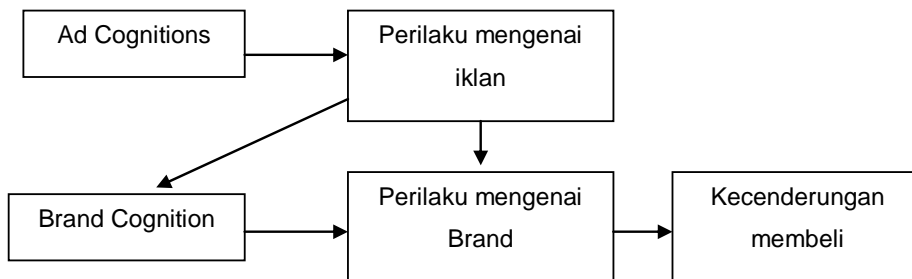 Ad Cognitions
Perilaku mengenai
iklan
Brand Cognition
Perilaku mengenai
Brand
Kecenderungan
membeli